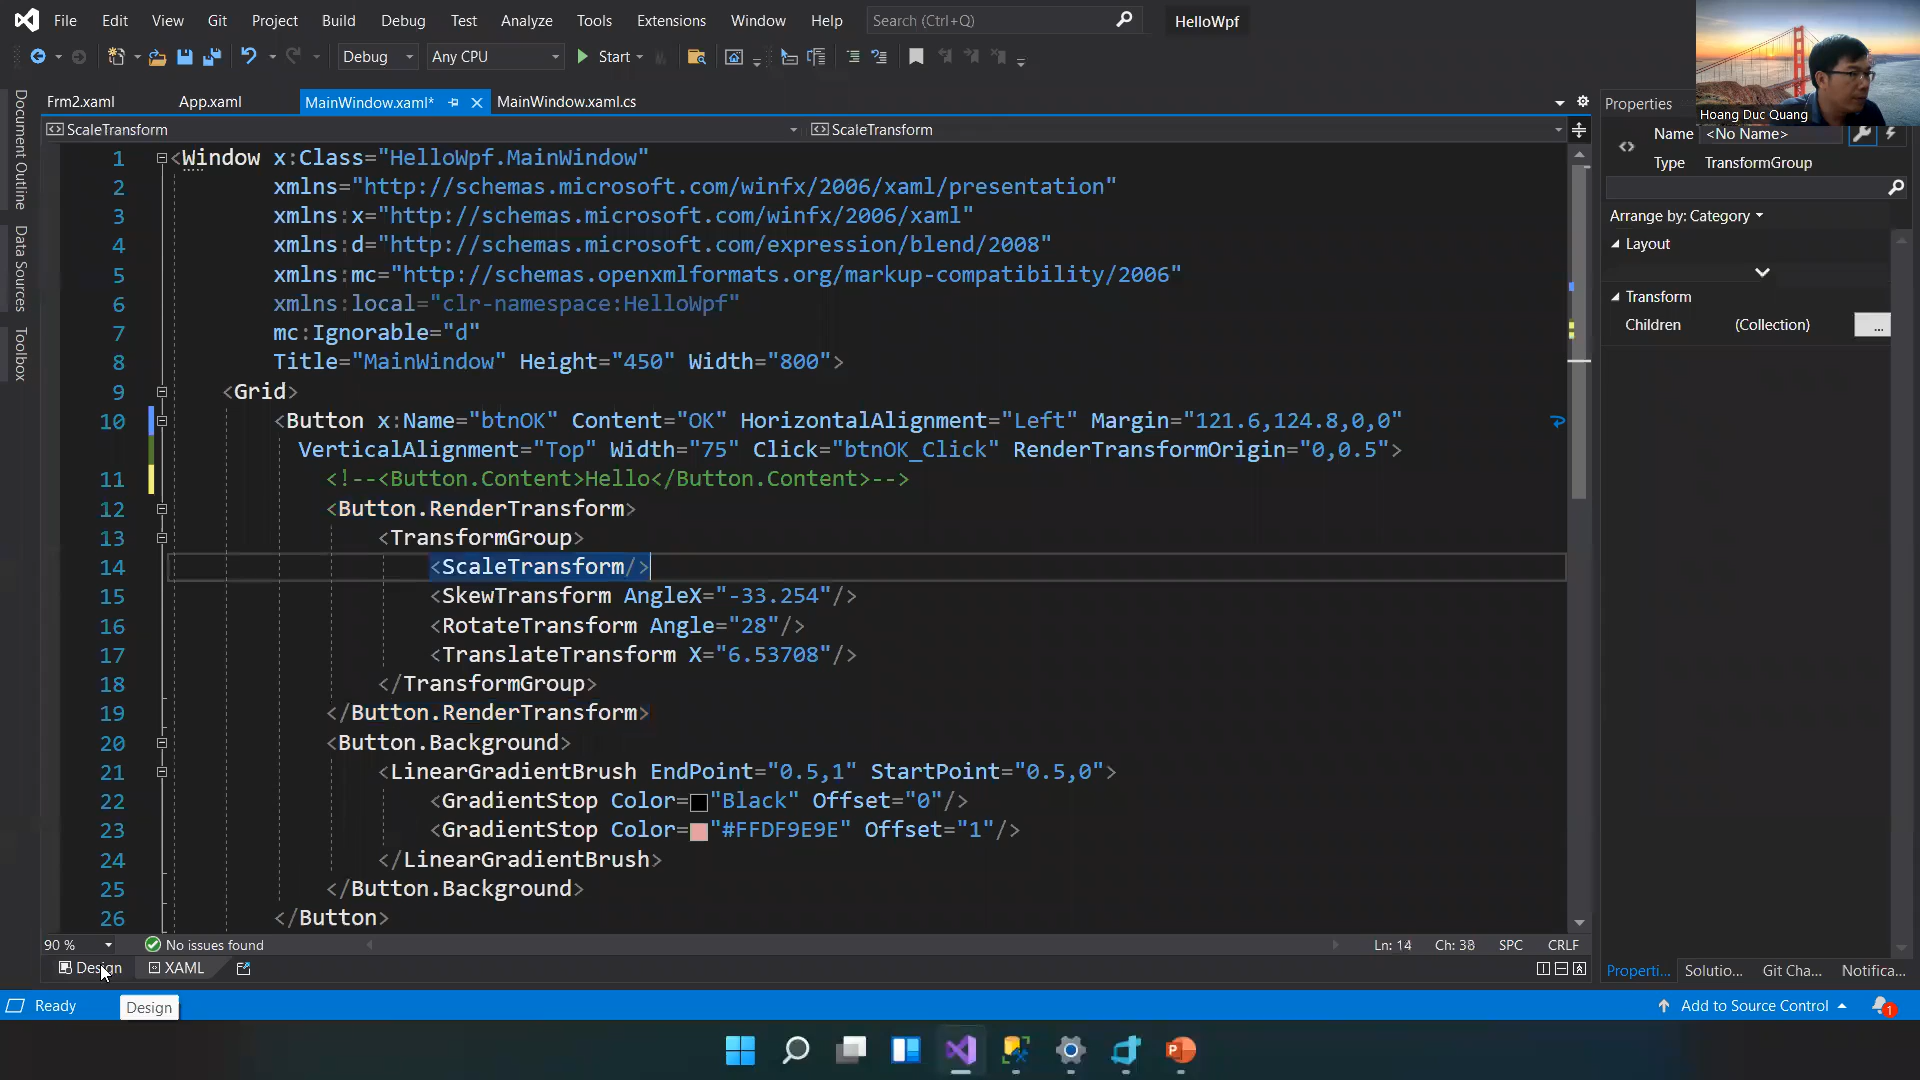 File Edit View Git Project Build Debug Test Analyze Tools Extensions Window Help Search (Ctrl+Q) HelloWpf
Debug Any CPU Start
Hoang Duc Quang
Document Outline
Data Sources
Toolbox
Frm2.xaml App.xaml MainWindow.xaml* MainWindow.xaml.cs
ScaleTransform ScaleTransform
1 <Window x:Class="HelloWpf.MainWindow"
2 xmlns="http://schemas.microsoft.com/winfx/2006/xaml/presentation"
3 xmlns:x="http://schemas.microsoft.com/winfx/2006/xaml"
4 xmlns:d="http://schemas.microsoft.com/expression/blend/2008"
5 xmlns:mc="http://schemas.openxmlformats.org/markup-compatibility/2006"
6 xmlns:local="clr-namespace:HelloWpf"
7 mc:Ignorable="d"
8 Title="MainWindow" Height="450" Width="800">
9 <Grid>
10 <Button x:Name="btnOK" Content="OK" HorizontalAlignment="Left" Margin="121.6,124.8,0,0"
VerticalAlignment="Top" Width="75" Click="btnOK_Click" RenderTransformOrigin="0,0.5">
11 <!--<Button.Content>Hello</Button.Content>-->
12 <Button.RenderTransform>
13 <TransformGroup>
14 <ScaleTransform/>
15 <SkewTransform AngleX="-33.254"/>
16 <RotateTransform Angle="28"/>
17 <TranslateTransform X="6.53708"/>
18 </TransformGroup>
19 </Button.RenderTransform>
20 <Button.Background>
21 <LinearGradientBrush EndPoint="0.5,1" StartPoint="0.5,0">
22 <GradientStop Color="Black" Offset="0"/>
23 <GradientStop Color="#FFDF9E9E" Offset="1"/>
24 </LinearGradientBrush>
25 </Button.Background>
26 </Button>
90 % No issues found Ln: 14 Ch: 38 SPC CRLF
Design XAML
Properties
Name <No Name>
Type TransformGroup
Arrange by: Category
Layout
Transform
Children (Collection) ...
Properti... Solutio... Git Cha... Notifica...
Ready Design Add to Source Control 1